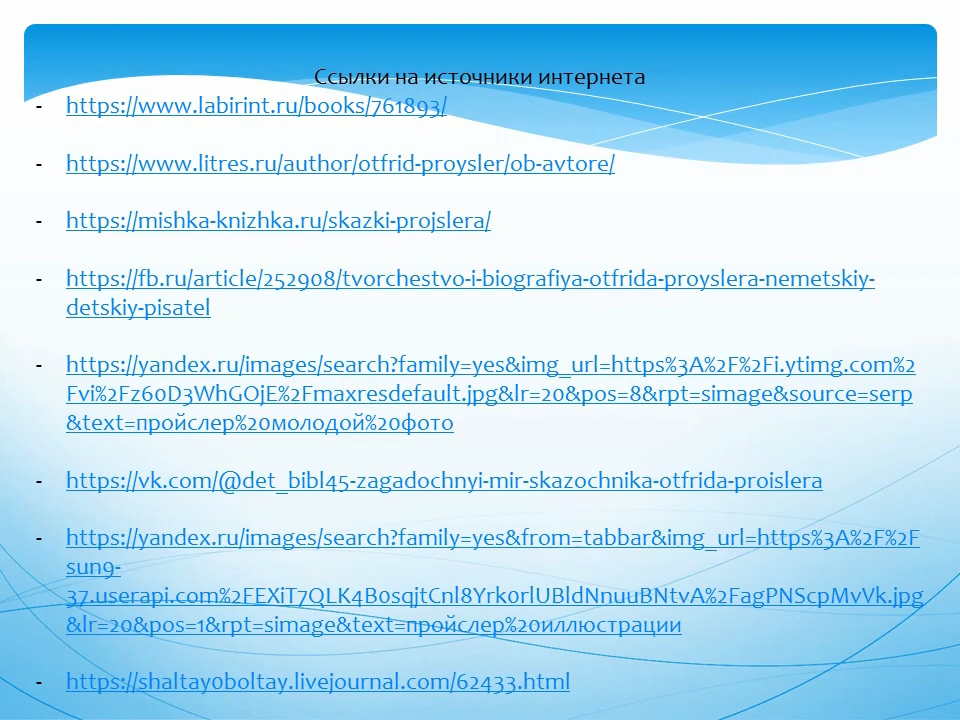 Ссылки на источники интернета
- https://www.labirint.ru/books/761893/
- https://www.litres.ru/author/otfrid-proysler/ob-avtore/
- https://mishka-knizhka.ru/skazki-projslera/
- https://fb.ru/article/252908/tvorchestvo-i-biografiya-otfrida-proyslera-nemetskiy-
detskiy-pisatel
- https://yandex.ru/images/search?family=yes&img_url=https%3A%2F%2Fi.ytimg.com%2
Fvi%2Fz60D3WhGOjE%2Fmaxresdefault.jpg&lr=20&pos=8&rpt=simage&source=serp
&text=пройслер%20молодой%20фото
- https://vk.com/@det_bibl45-zagadochnyi-mir-skazochnika-otfrida-proislera
- https://yandex.ru/images/search?family=yes&from=tabbar&img_url=https%3A%2F%2F
sun9-
37.userapi.com%2FEXiT7QLK4B0sqjtCnl8Yrk0rlUBldNnuuBNtvA%2FagPNScpMvVk.jpg
&lr=20&pos=1&rpt=simage&text=пройслер%20иллюстрации
- https://shaltay0boltay.livejournal.com/62433.html